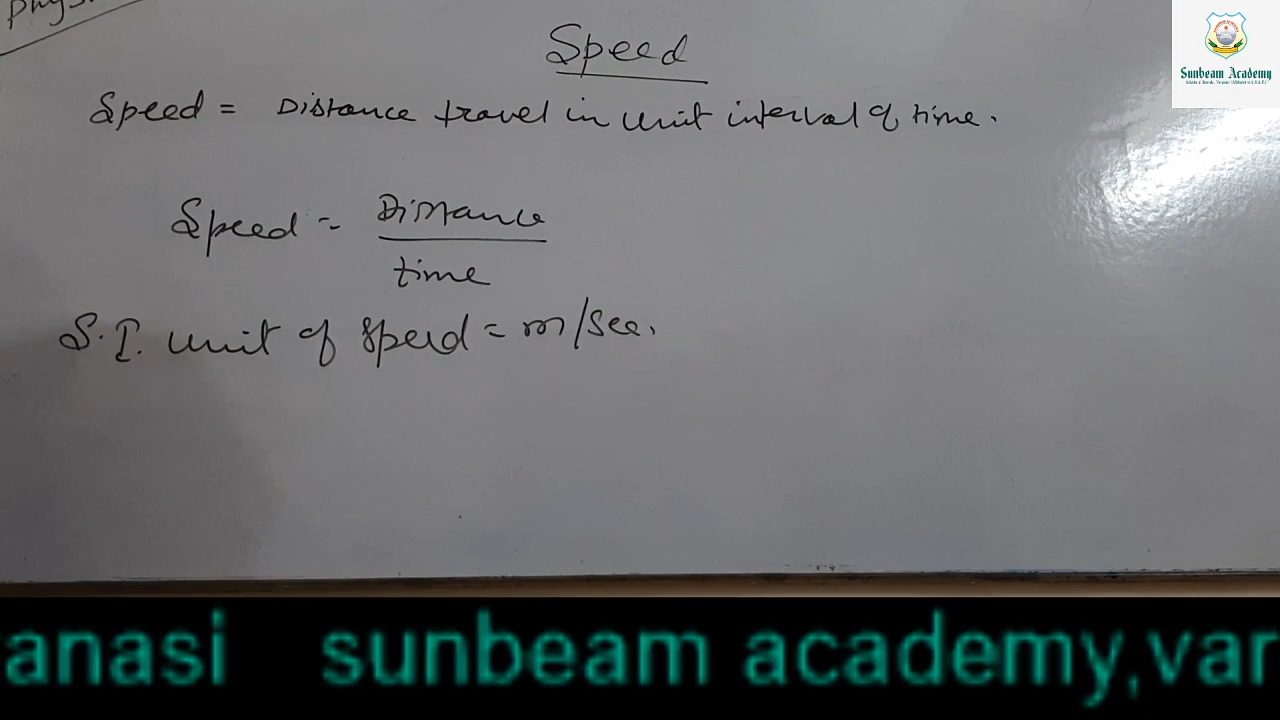 Speed
Speed = Distance travel in unit interval of time.
Speed = Distance
time
S.I. unit of speed = m/sec.
Sunbeam Academy
anasi sunbeam academy,var